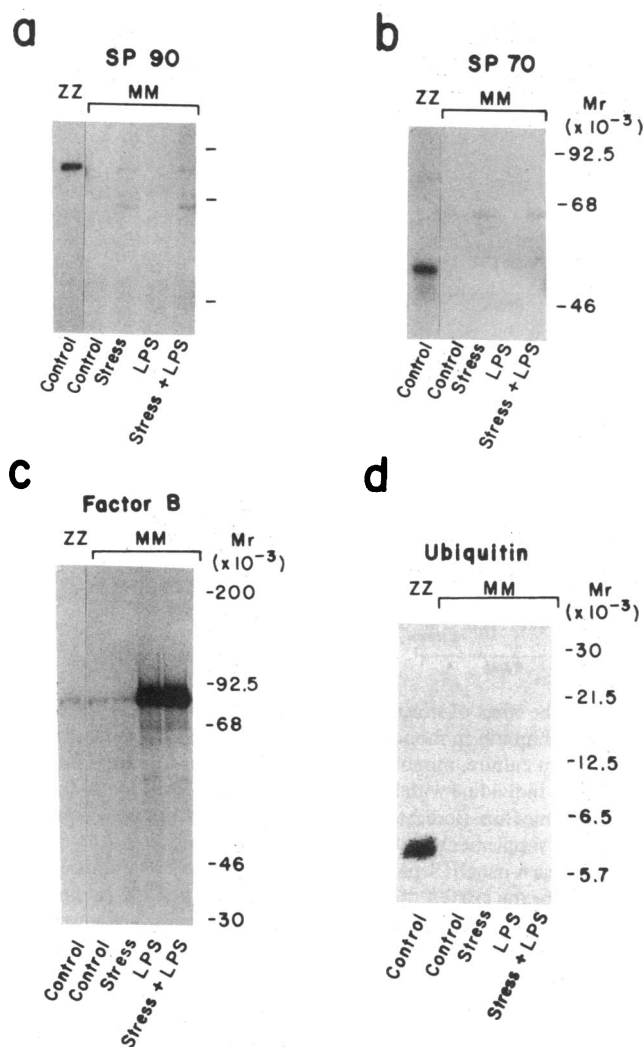 a
SP 90
ZZ MM
Control Control Stress LPS Stress + LPS
b
SP 70
ZZ MM Mr
(x 10⁻³)
-92.5
-68
-46
Control Control Stress LPS Stress + LPS
c
Factor B
ZZ MM Mr
(x 10⁻³)
-200
-92.5
-68
-46
-30
Control Control Stress LPS Stress + LPS
d
Ubiquitin
ZZ MM Mr
(x 10⁻³)
-30
-21.5
-12.5
-6.5
-5.7
Control Control Stress LPS Stress + LPS